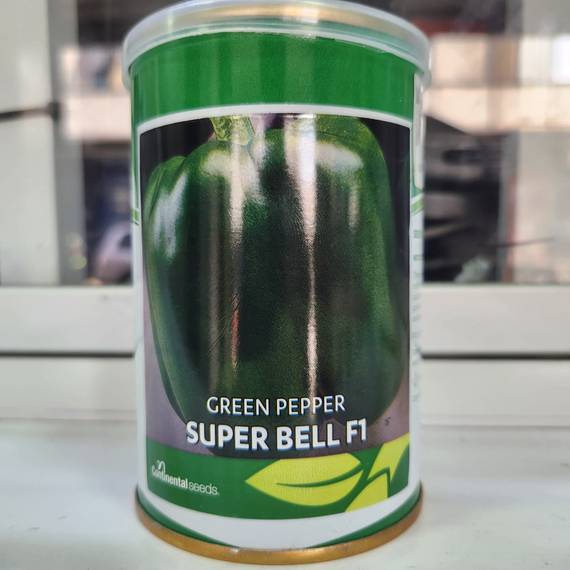 GREEN PEPPER
SUPER BELL F1
Continental seeds